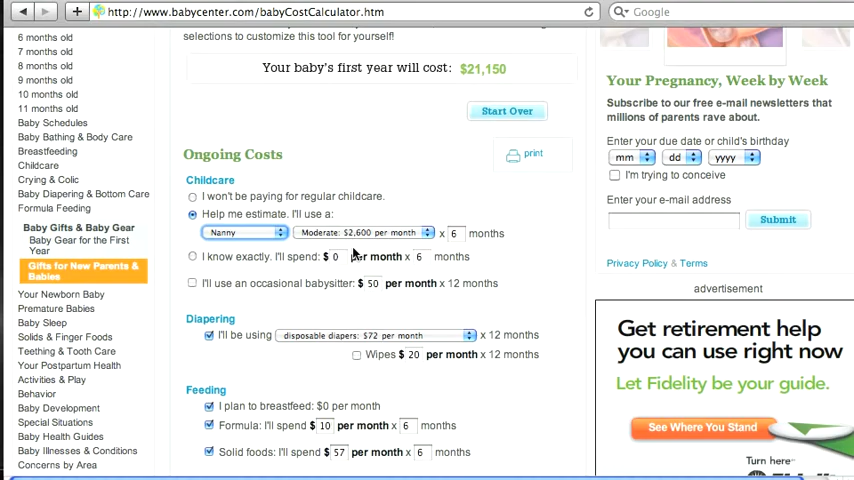 http://www.babycenter.com/babyCostCalculator.htm
Google
6 months old
7 months old
8 months old
9 months old
10 months old
11 months old
Baby Schedules
Baby Bathing & Body Care
Breastfeeding
Childcare
Crying & Colic
Baby Diapering & Bottom Care
Formula Feeding
Baby Gifts & Baby Gear
Baby Gear for the First
Year
Gifts for New Parents &
Babies
Your Newborn Baby
Premature Babies
Baby Sleep
Solids & Finger Foods
Teething & Tooth Care
Your Postpartum Health
Activities & Play
Behavior
Baby Development
Special Situations
Baby Health Guides
Baby Illnesses & Conditions
Concerns by Area
selections to customize this tool for yourself!
Your baby's first year will cost: $21,150
Start Over
Ongoing Costs
print
Childcare
I won't be paying for regular childcare.
Help me estimate. I'll use a:
Nanny Moderate: $2,600 per month x 6 months
I know exactly. I'll spend: $ 0 per month x 6 months
I'll use an occasional babysitter: $ 50 per month x 12 months
Diapering
I'll be using disposable diapers: $72 per month x 12 months
Wipes $ 20 per month x 12 months
Feeding
I plan to breastfeed: $0 per month
Formula: I'll spend $ 10 per month x 6 months
Solid foods: I'll spend $ 57 per month x 6 months
Your Pregnancy, Week by Week
Subscribe to our free e-mail newsletters that
millions of parents rave about.
Enter your due date or child's birthday
mm dd yyyy
I'm trying to conceive
Enter your e-mail address
Submit
Privacy Policy & Terms
advertisement
Get retirement help
you can use right now
Let Fidelity be your guide.
See Where You Stand
Turn here